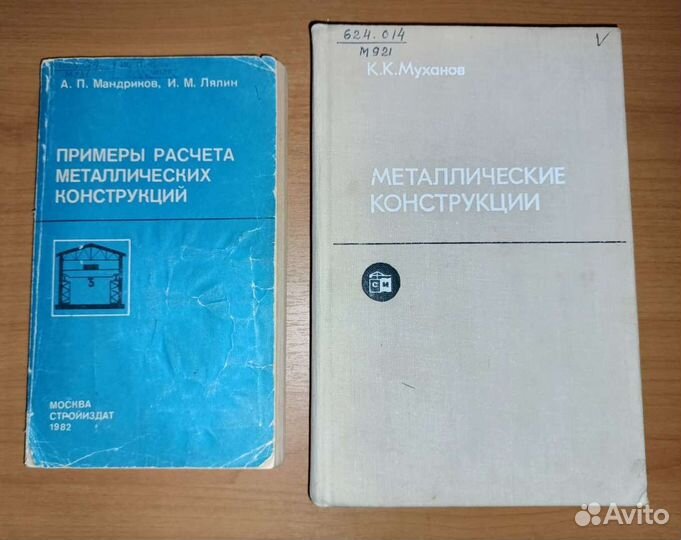 А. П. Мандриков, И. М. Лялин
ПРИМЕРЫ РАСЧЕТА
МЕТАЛЛИЧЕСКИХ
КОНСТРУКЦИЙ
МОСКВА
СТРОЙИЗДАТ
1982
624.014
М921
К.К.Муханов
МЕТАЛЛИЧЕСКИЕ
КОНСТРУКЦИИ
С М
Avito